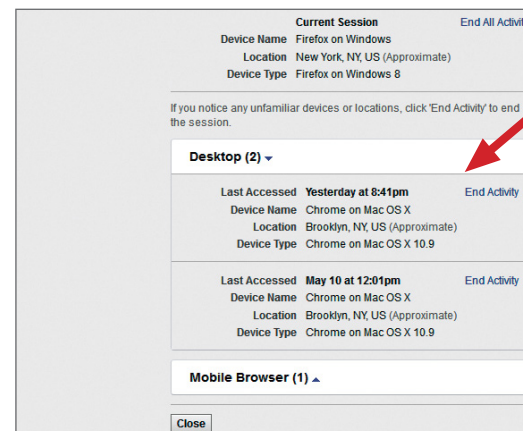 Current Session End All Activit
Device Name Firefox on Windows
Location New York, NY, US (Approximate)
Device Type Firefox on Windows 8
If you notice any unfamiliar devices or locations, click 'End Activity' to end
the session.
Desktop (2)
Last Accessed Yesterday at 8:41pm End Activity
Device Name Chrome on Mac OS X
Location Brooklyn, NY, US (Approximate)
Device Type Chrome on Mac OS X 10.9
Last Accessed May 10 at 12:01pm End Activity
Device Name Chrome on Mac OS X
Location Brooklyn, NY, US (Approximate)
Device Type Chrome on Mac OS X 10.9
Mobile Browser (1)
Close